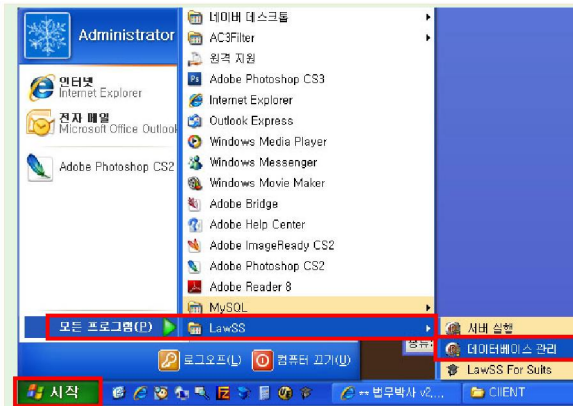 Administrator
인터넷
Internet Explorer
전자 메일
Microsoft Office Outlook
Adobe Photoshop CS2
모든 프로그램(P)
네이버 데스크톱
AC3Filter
원격 지원
Adobe Photoshop CS3
Internet Explorer
Outlook Express
Windows Media Player
Windows Messenger
Windows Movie Maker
Adobe Bridge
Adobe Help Center
Adobe ImageReady CS2
Adobe Photoshop CS2
Adobe Reader 8
MySQL
LawSS
서버 실행
데이터베이스 관리
LawSS For Suits
로그오프(L)
컴퓨터 끄기(U)
시작
** 법무박사 v2,...
ClIENT